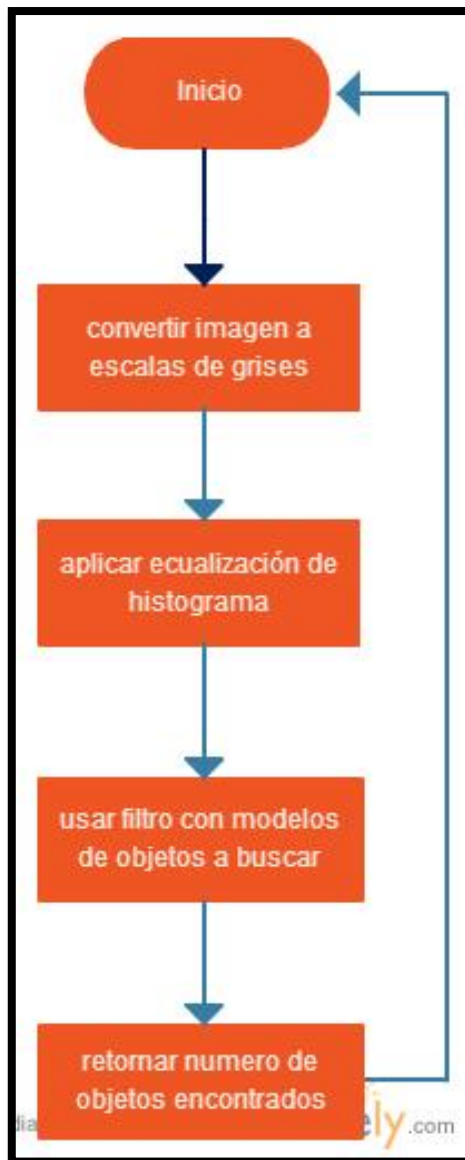 Inicio
convertir imagen a
escalas de grises
aplicar ecualización de
histograma
usar filtro con modelos
de objetos a buscar
retornar numero de
objetos encontrados
.com